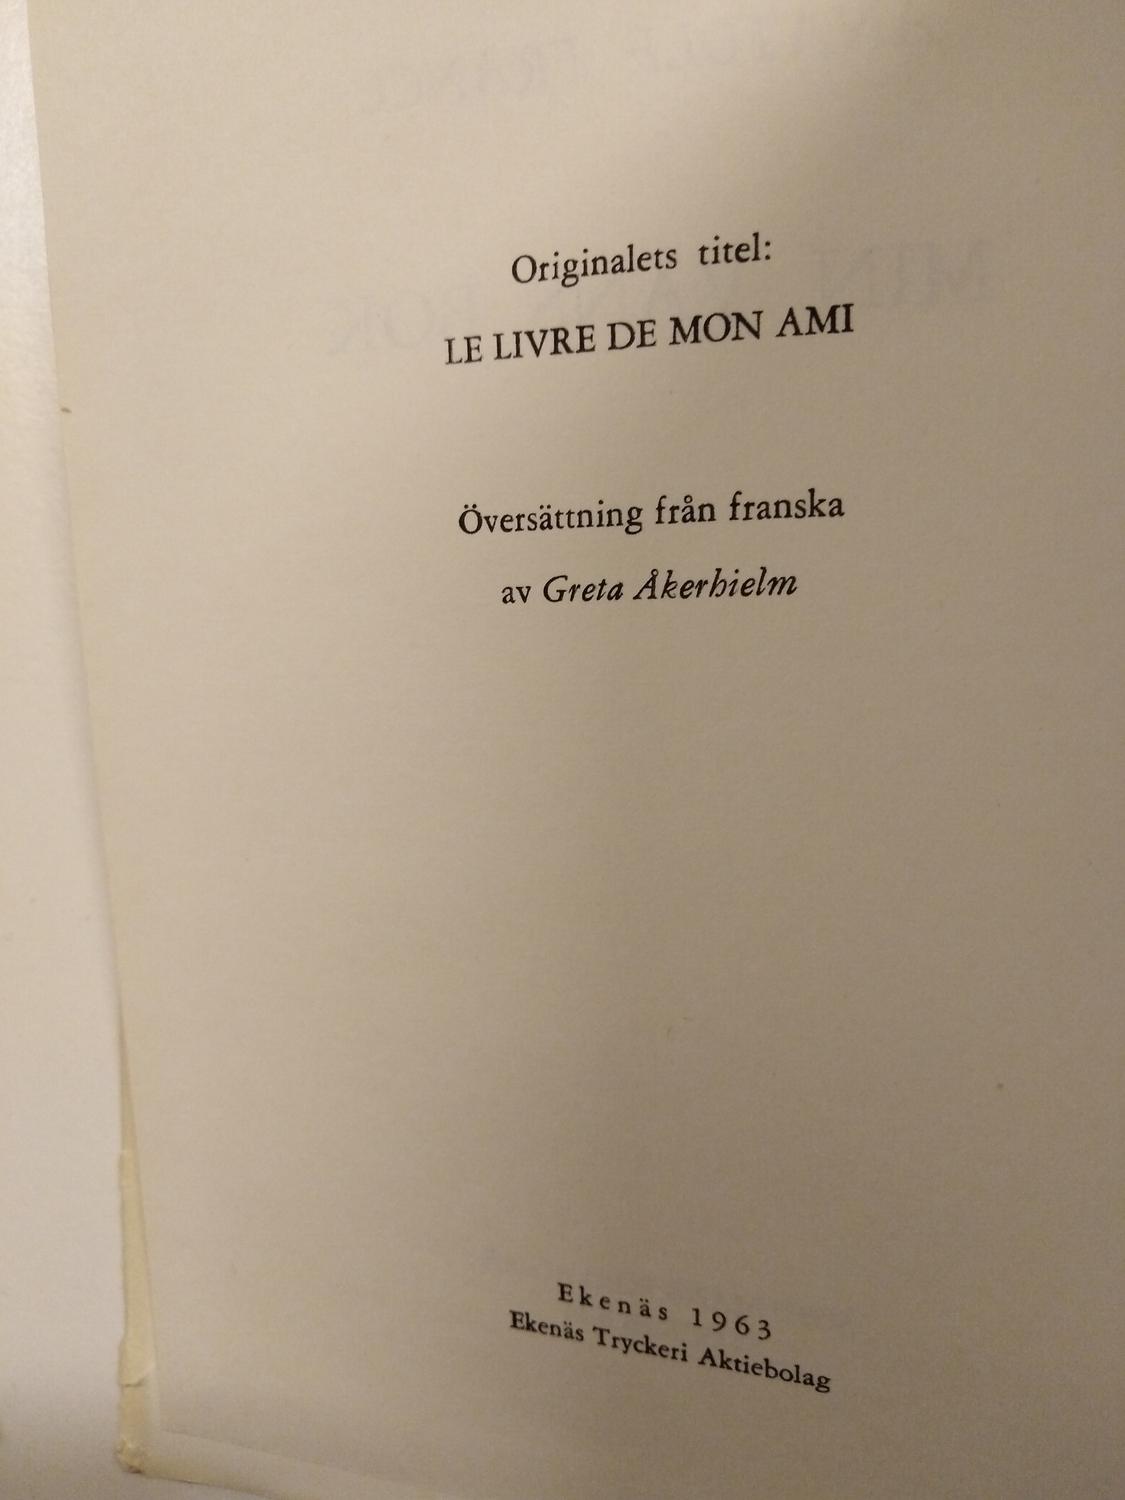 Originalets titel:
LE LIVRE DE MON AMI
Översättning från franska
av Greta Åkerhielm
Ekenäs 1963
Ekenäs Tryckeri Aktiebolag